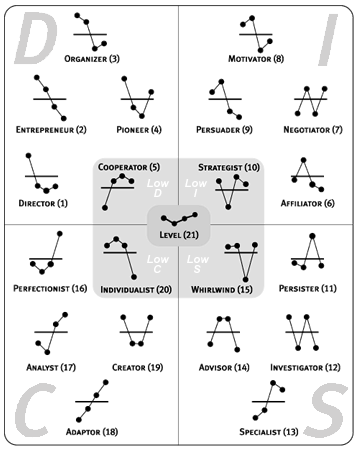 D
I
Organizer (3)
Motivator (8)
Entrepreneur (2)
Pioneer (4)
Persuader (9)
Negotiator (7)
Cooperator (5)
Strategist (10)
Low
D
Low
I
Director (1)
Affiliator (6)
Level (21)
Low
C
Low
S
Perfectionist (16)
Individualist (20)
Whirlwind (15)
Persister (11)
Analyst (17)
Creator (19)
Advisor (14)
Investigator (12)
Adaptor (18)
Specialist (13)
C
S